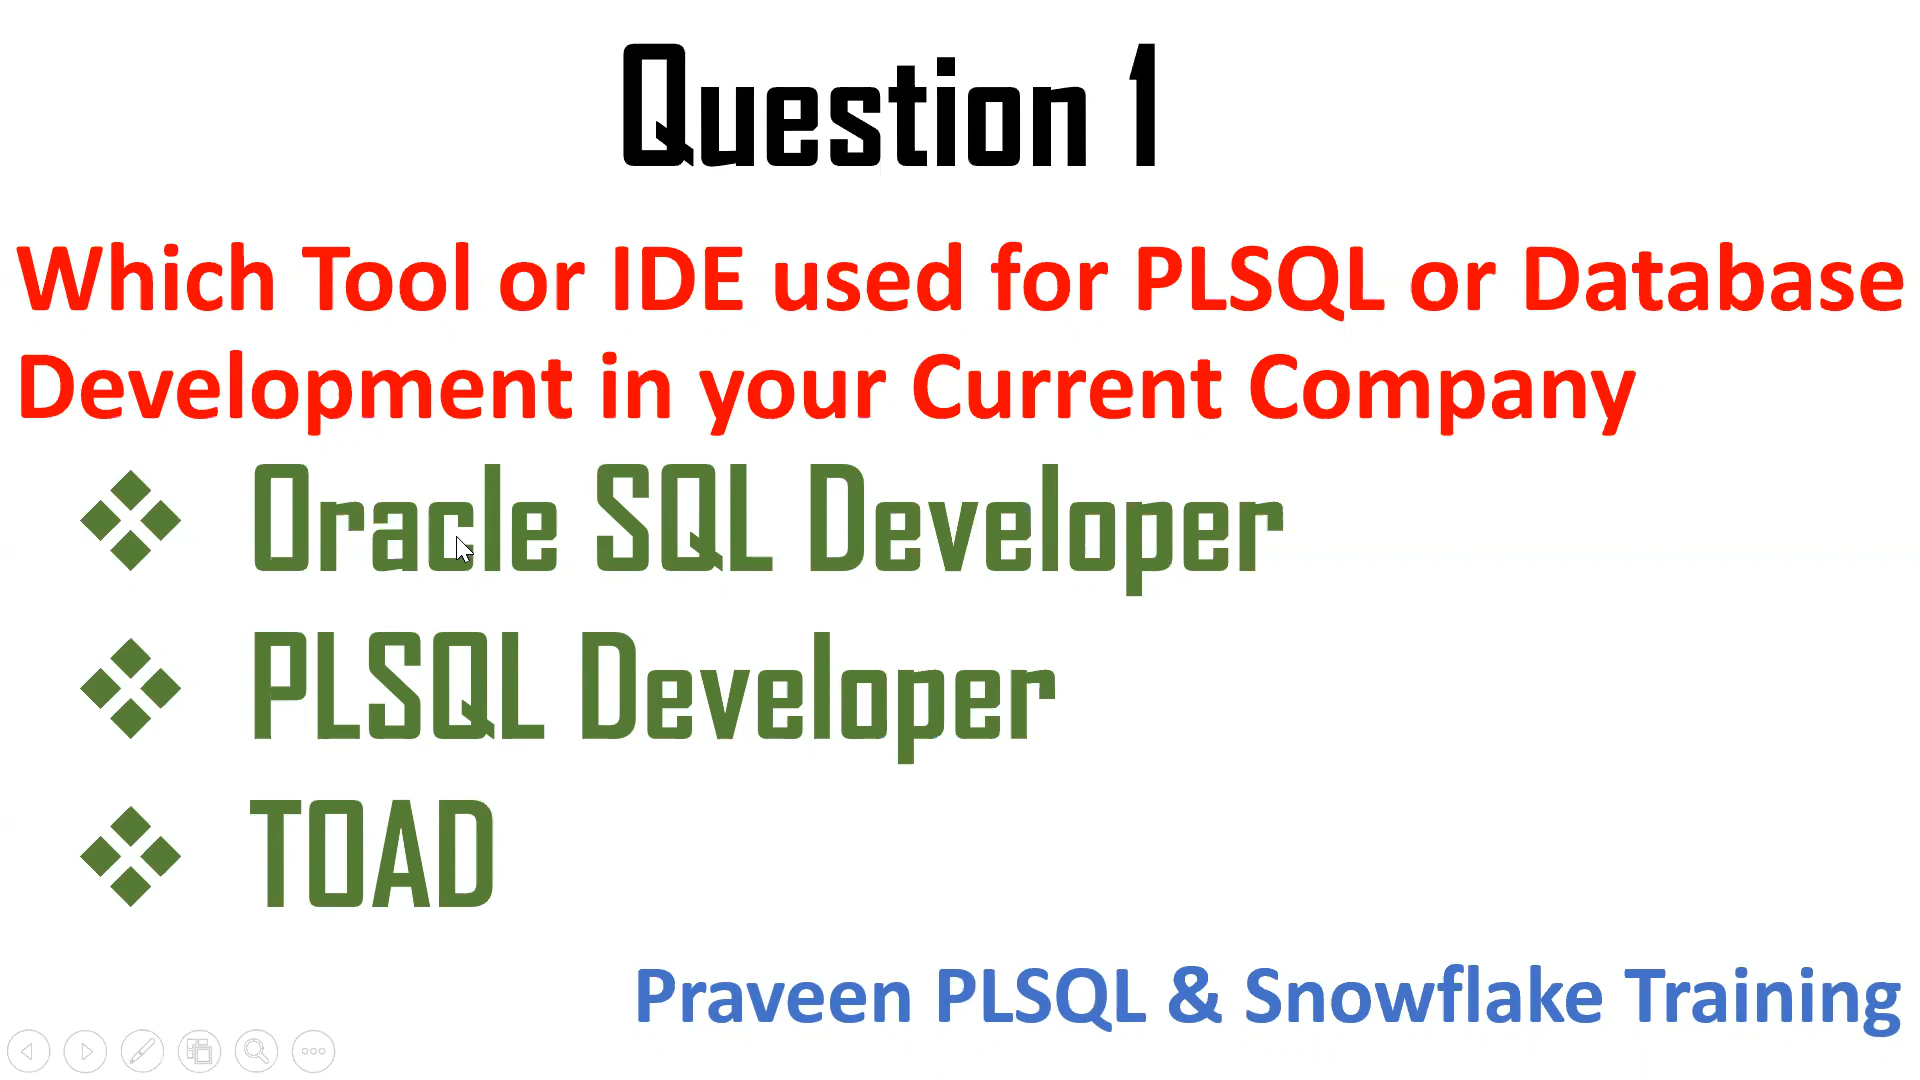 Question 1
Which Tool or IDE used for PLSQL or Database
Development in your Current Company
Oracle SQL Developer
PLSQL Developer
TOAD
Praveen PLSQL & Snowflake Training